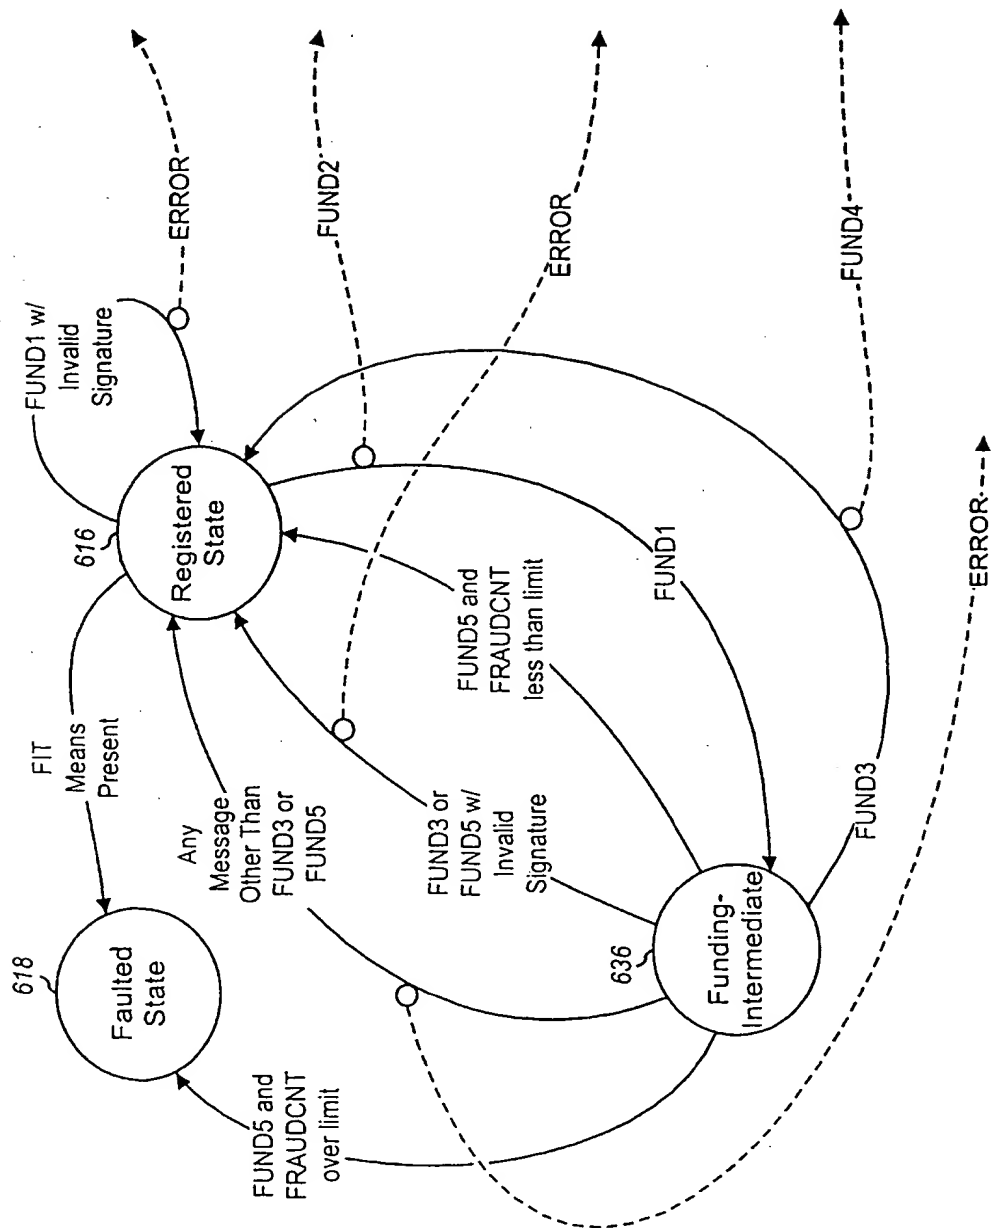 FUND5 and
FRAUDCNT
over limit
618
Faulted
State
FIT
Means
Present
Any
Message
Other Than
FUND3 or
FUND5
616
Registered
State
FUND1 w/
Invalid
Signature
ERROR
FUND2
ERROR
FUND4
FUND3 or
FUND5 w/
Invalid
Signature
FUND5 and
FRAUDCNT
less than limit
FUND1
636
Funding-
Intermediate
FUND3
ERROR